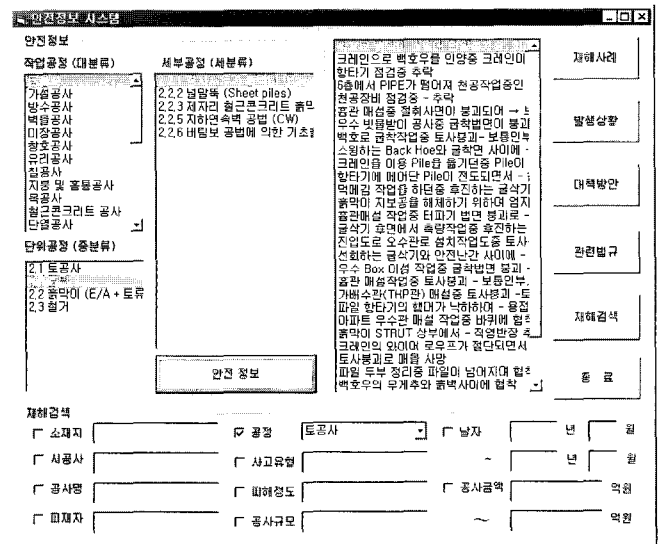 안전정보 시스템
안전정보
작업공정 (대분류)
가설공사
방수공사
벽돌공사
미장공사
창호공사
유리공사
칠공사
지붕 및 홈통공사
목공사
철근콘크리트 공사
단열공사
단위공정 (중분류)
2,1 토공사
2,2 흙막이 (E/A + 토류
2,3 철거
세부공정 (세분류)
2,2,2 널말뚝 (Sheet piles)
2,2,3 제자리 철근콘크리트 흙막
2,2,5 지하연속벽 공법 (CW)
2,2,6 버팀보 공법에 의한 기초
안전 정보
크레인으로 백호우를 인양중 크레인이
항타기 점검중 추락
6층에서 PIPE가 떨어져 천공작업중인
천공장비 점검중 - 추락
흄관 매설중 절취사면이 붕괴되어 →
우수 빗물받이 공사중 굴착법면이 붕괴
백호로 굴착작업중 토사붕괴- 보통인부
스윙하는 Back Hoe와 굴착면 사이에 -
크레인을 이용 Pile을 옮기던중 Pile이
항타기에 메어단 Pile이 전도되면서 -
먹메김 작업을 하던중 후진하는 굴삭기
흙막이 지보공을 해체하기 위하여 엄지
흄관매설 작업중 터파기 법면 붕괴로 -
굴삭기 후면에서 측량작업중 후진하는
진입도로 오수관로 설치작업도중 토사
선회하는 굴삭기와 안전난간 사이에 -
우수 Box 이설 작업중 굴착법면 붕괴 -
흄관 매설작업중 토사붕괴 - 보통인부
가배수관(THP관) 매설중 토사붕괴 -토
파일 항타기의 햄머가 낙하하여 - 용접
아파트 우수관 매설 작업중 바퀴에 협착
흙막이 STRUT 상부에서 - 직영반장 추
크레인의 와이어 로우프가 절단되면서
토사붕괴로 매몰 사망
파일 두부 정리중 파일이 넘어지며 협착
백호우의 무게추와 흙벽사이에 협착
재해사례
발생상황
대책방안
관련법규
재해검색
종 료
재해검색
소재지
공정 토공사
날자 년 월
시공사
사고유형
~ 년 월
공사명
피해정도
공사금액 억원
피재자
공사규모
~ 억원